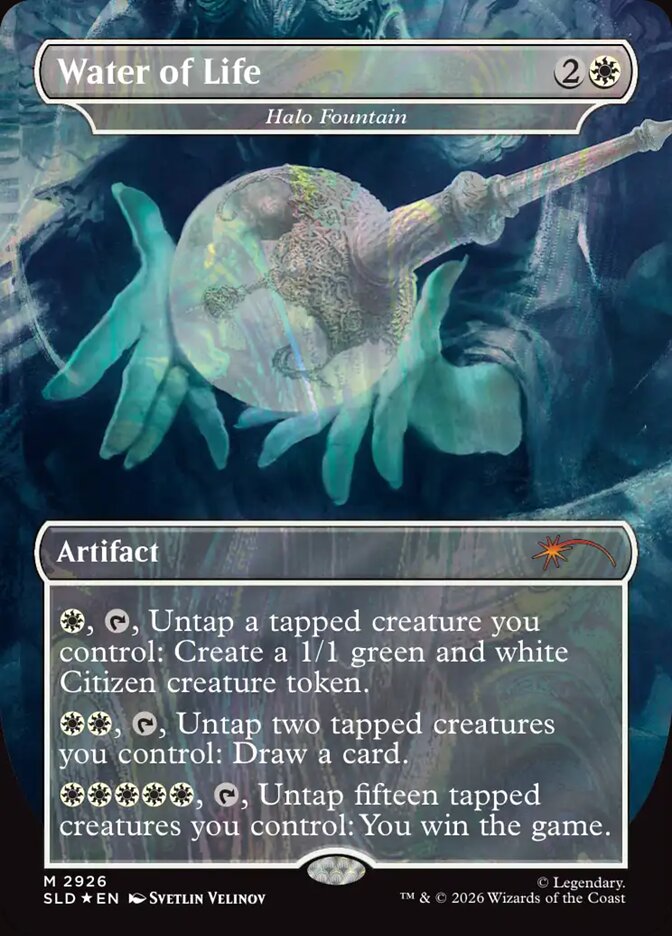 Water of Life 2
Halo Fountain
Artifact
, , Untap a tapped creature you
control: Create a 1/1 green and white
Citizen creature token.
, , Untap two tapped creatures
you control: Draw a card.
, , Untap fifteen tapped
creatures you control: You win the game.
M 2926
SLD ★ EN Svetlin Velinov
© Legendary.
™ & © 2026 Wizards of the Coast